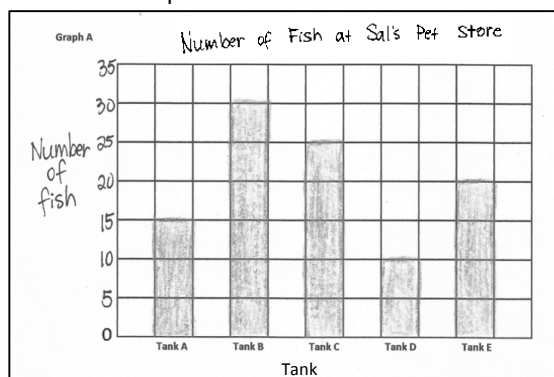 Graph A
Number of Fish at Sal's Pet Store
35
30
25
20
15
10
5
0
Number
of
fish
Tank A Tank B Tank C Tank D Tank E
Tank